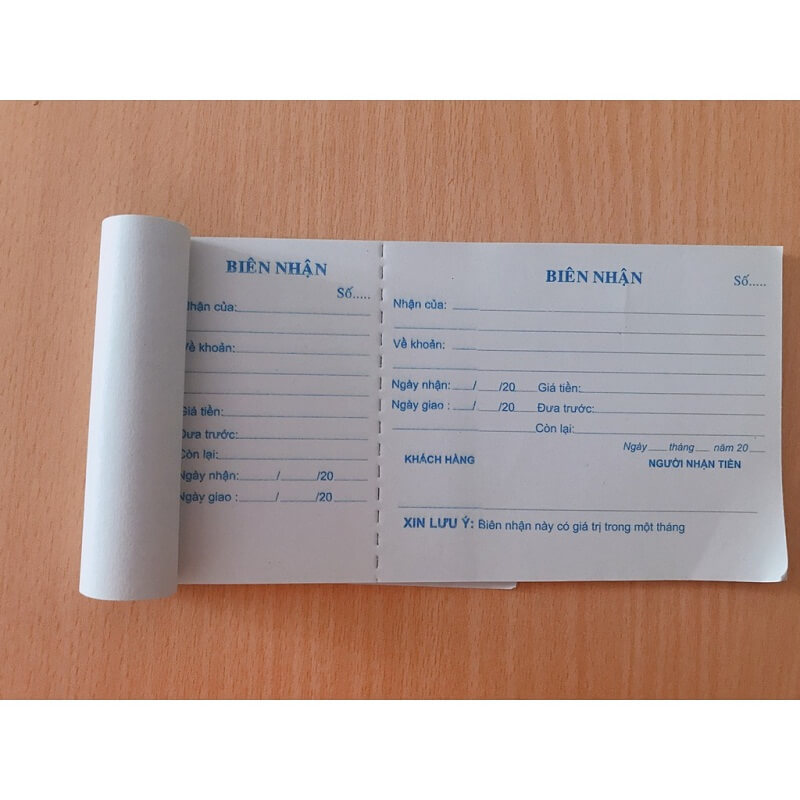 BIÊN NHẬN
Số.....
Nhận của:
Về khoản:
Giá tiền:
Đưa trước:
Còn lại:
Ngày nhận: / /20
Ngày giao : / /20
BIÊN NHẬN
Số.....
Nhận của:
Về khoản:
Ngày nhận: / /20 Giá tiền:
Ngày giao : / /20 Đưa trước:
Còn lại:
Ngày tháng năm 20
KHÁCH HÀNG NGƯỜI NHẬN TIỀN
XIN LƯU Ý: Biên nhận này có giá trị trong một tháng